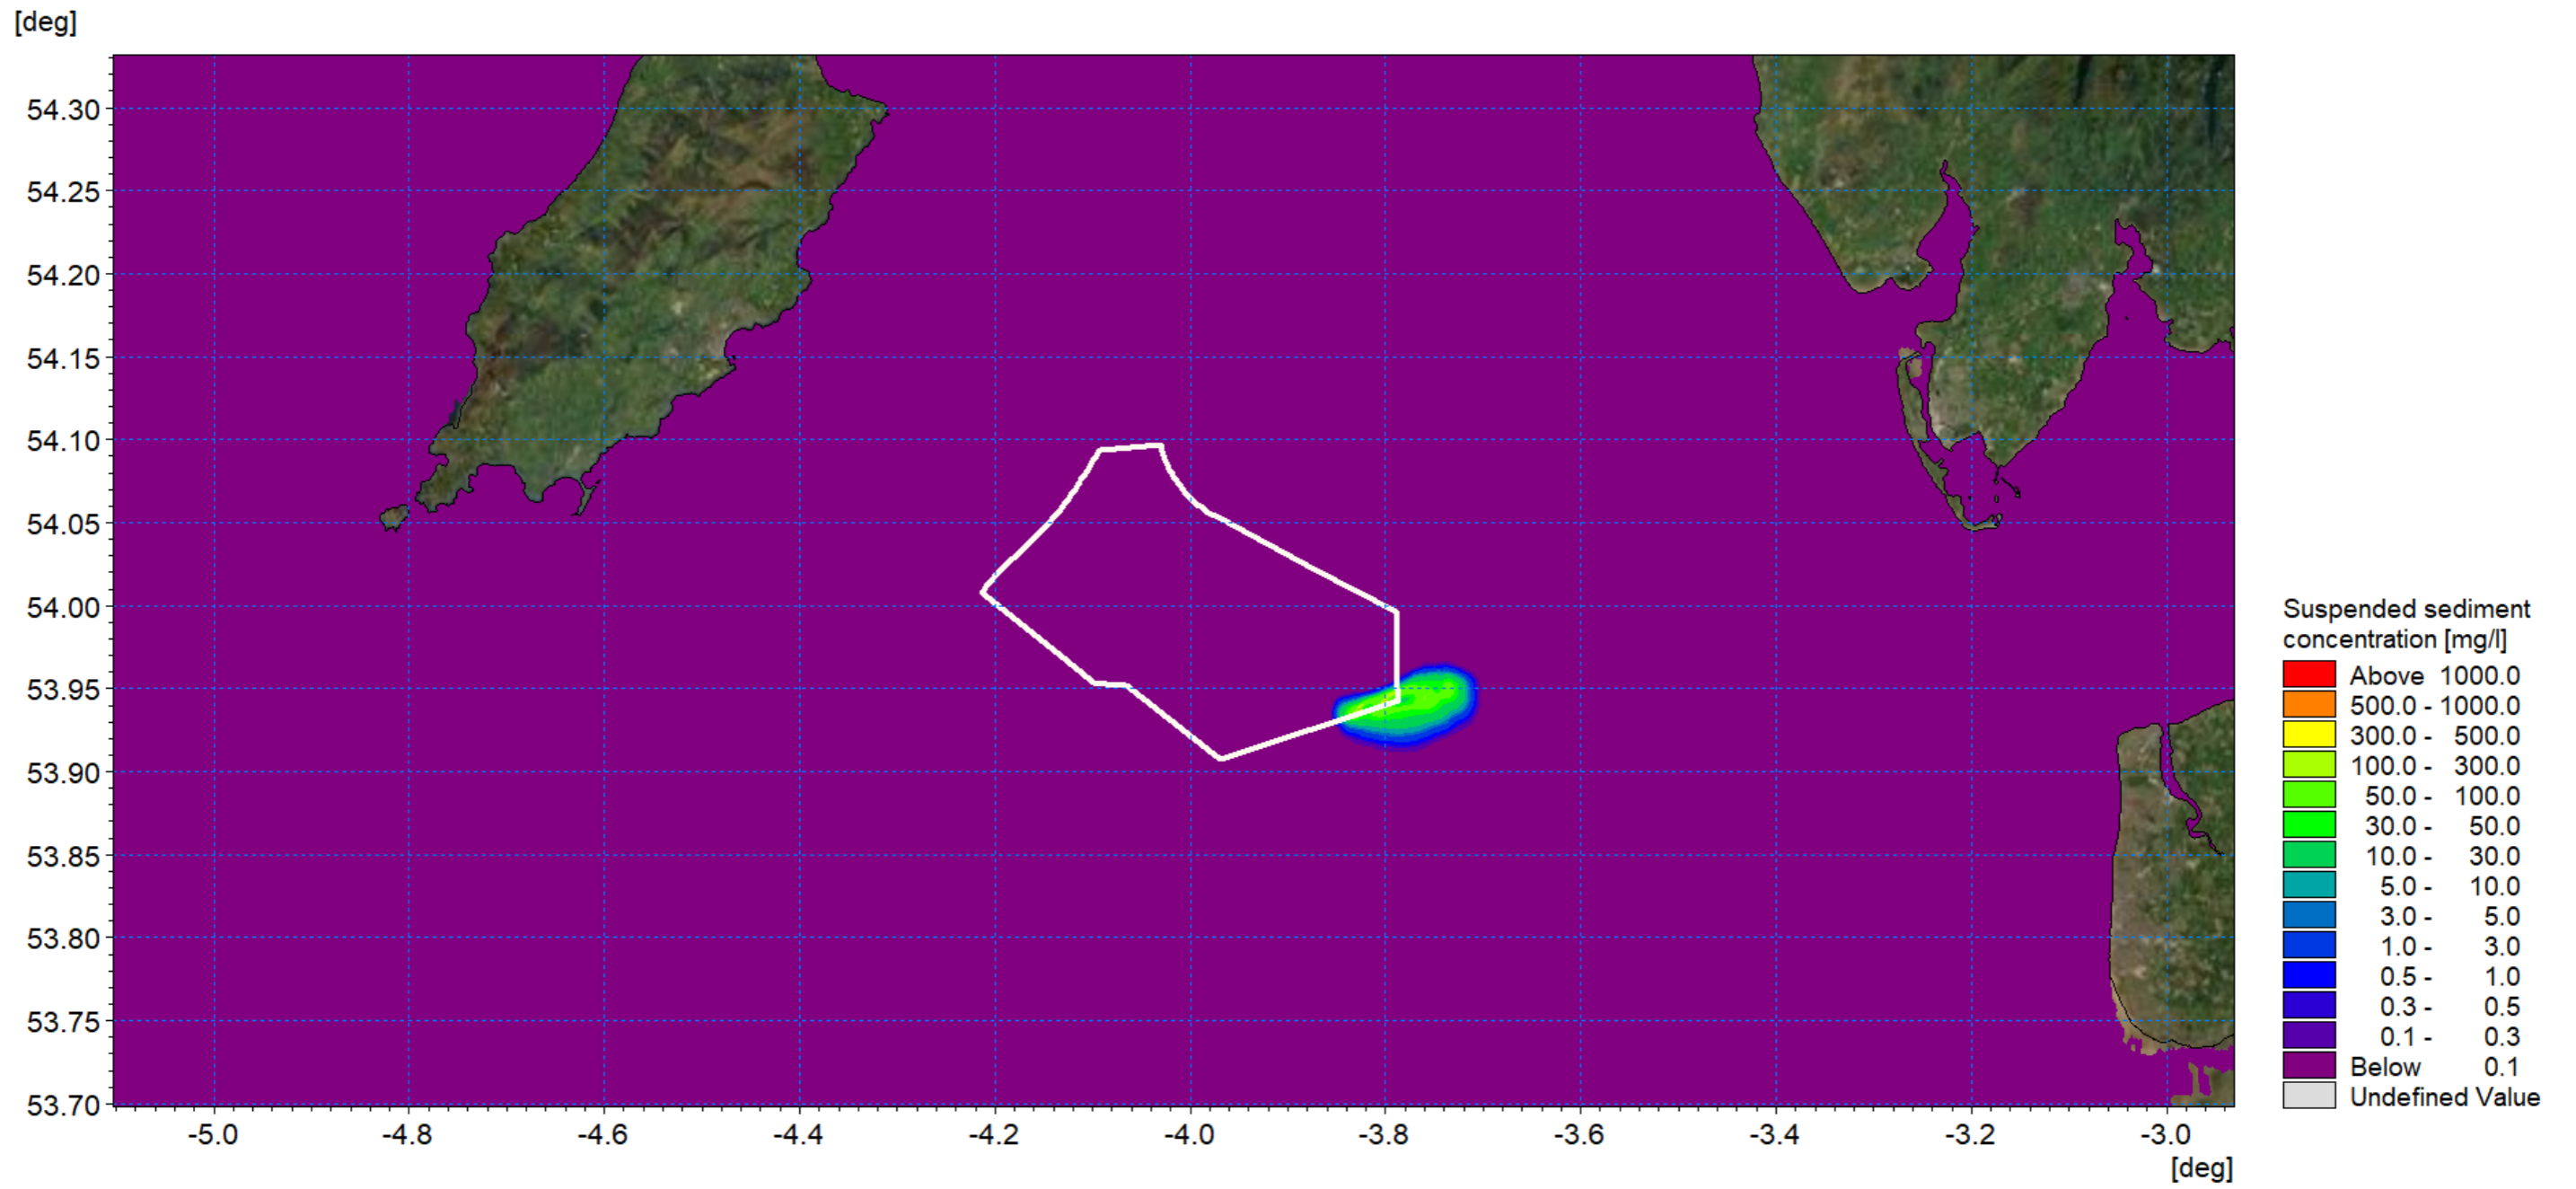 [deg]
54.30
54.25
54.20
54.15
54.10
54.05
54.00
53.95
53.90
53.85
53.80
53.75
53.70
-5.0 -4.8 -4.6 -4.4 -4.2 -4.0 -3.8 -3.6 -3.4 -3.2 -3.0
[deg]
Suspended sediment
concentration [mg/l]
Above 1000.0
500.0 - 1000.0
300.0 - 500.0
100.0 - 300.0
50.0 - 100.0
30.0 - 50.0
10.0 - 30.0
5.0 - 10.0
3.0 - 5.0
1.0 - 3.0
0.5 - 1.0
0.3 - 0.5
0.1 - 0.3
Below 0.1
Undefined Value